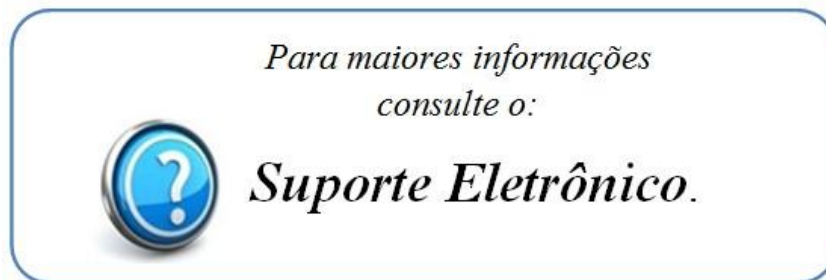 Para maiores informações
consulte o:
Suporte Eletrônico.
?